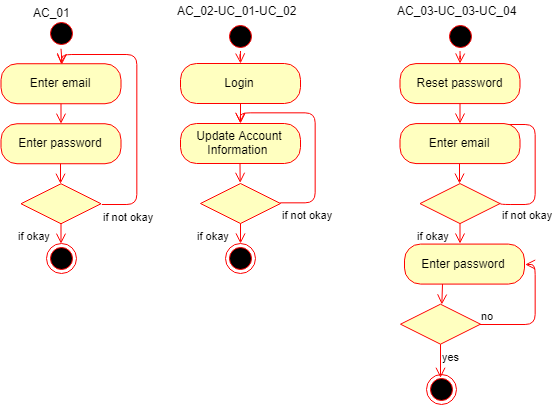 AC_01
Enter email
Enter password
if not okay
if okay
AC_02-UC_01-UC_02
Login
Update Account
Information
if not okay
if okay
AC_03-UC_03-UC_04
Reset password
Enter email
if not okay
if okay
Enter password
no
yes